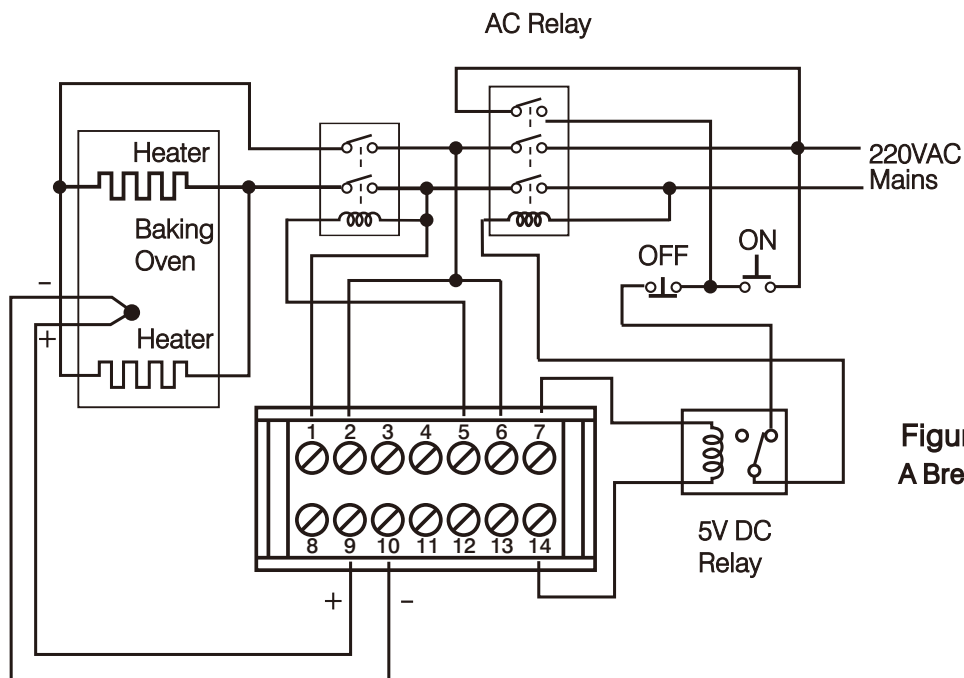 AC Relay
220VAC
Mains
Heater
Baking
Oven
OFF
ON
-
+
Heater
1 2 3 4 5 6 7
8 9 10 11 12 13 14
+ -
5V DC
Relay